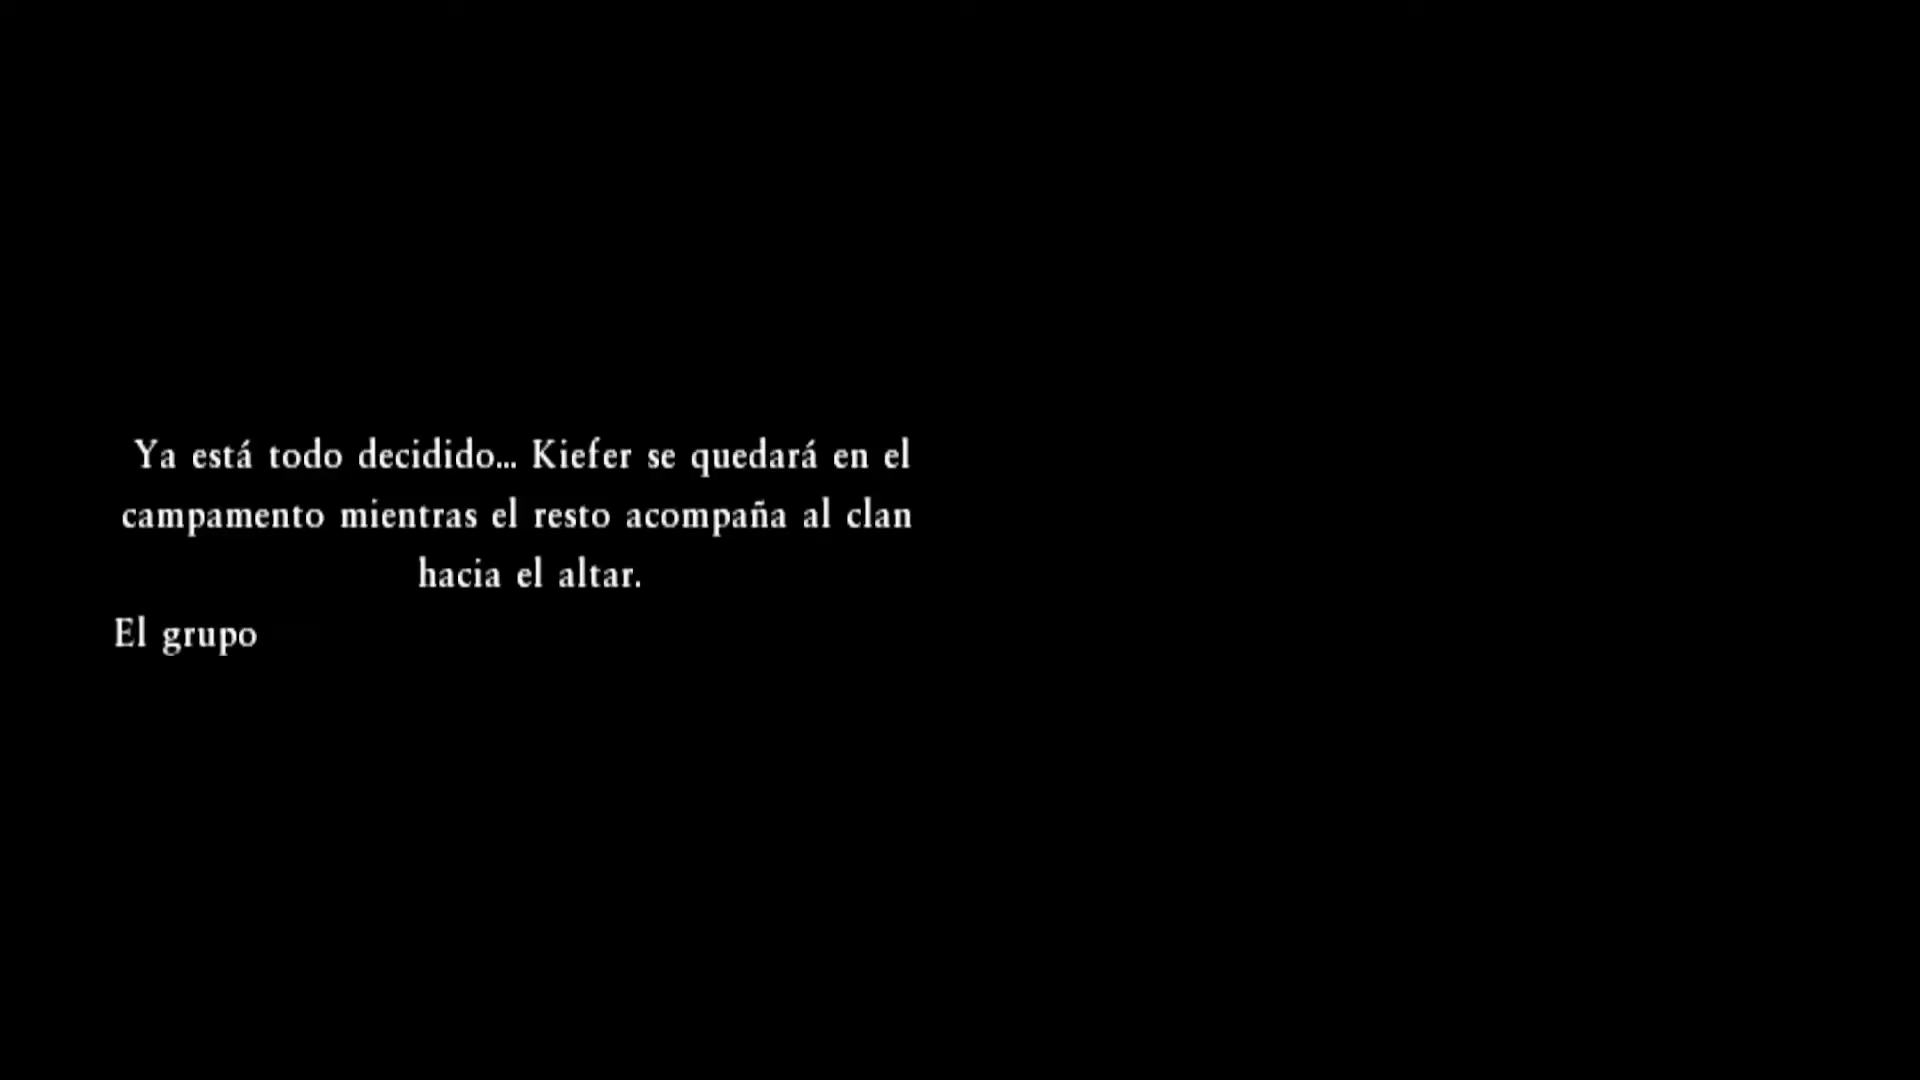 Ya está todo decidido... Kiefer se quedará en el
campamento mientras el resto acompaña al clan
hacia el altar.
El grupo